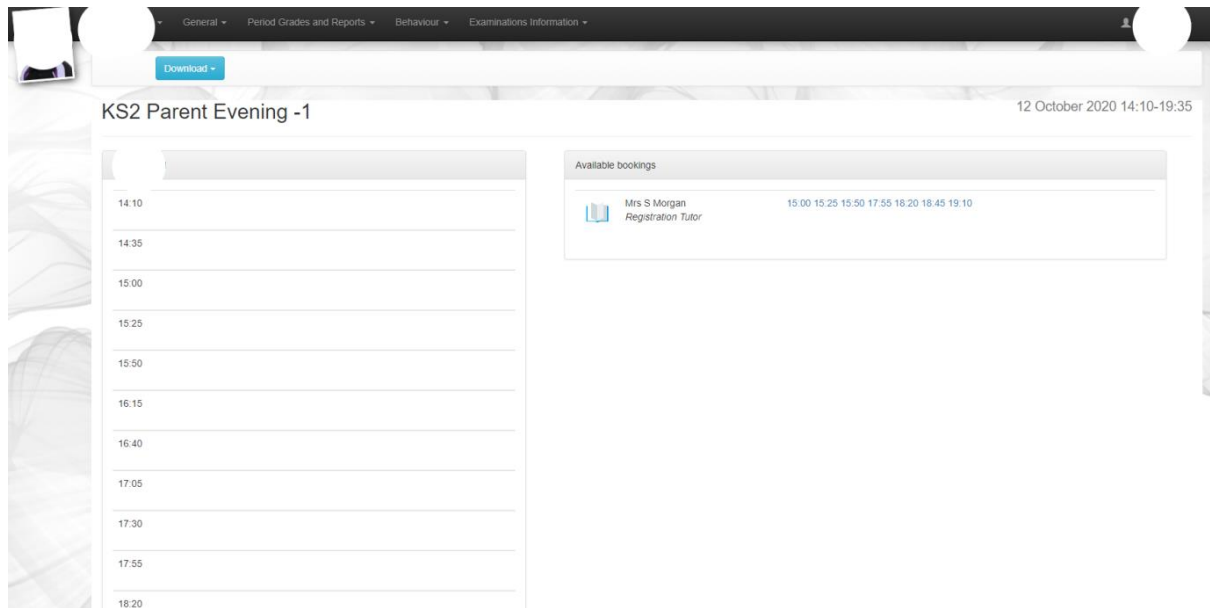 General Period Grades and Reports Behaviour Examinations Information
Download
KS2 Parent Evening -1
12 October 2020 14:10-19:35
Available bookings
14:10
14:35
15:00
15:25
15:50
16:15
16:40
17:05
17:30
17:55
18:20
Mrs S Morgan
Registration Tutor
15:00 15:25 15:50 17:55 18:20 18:45 19:10